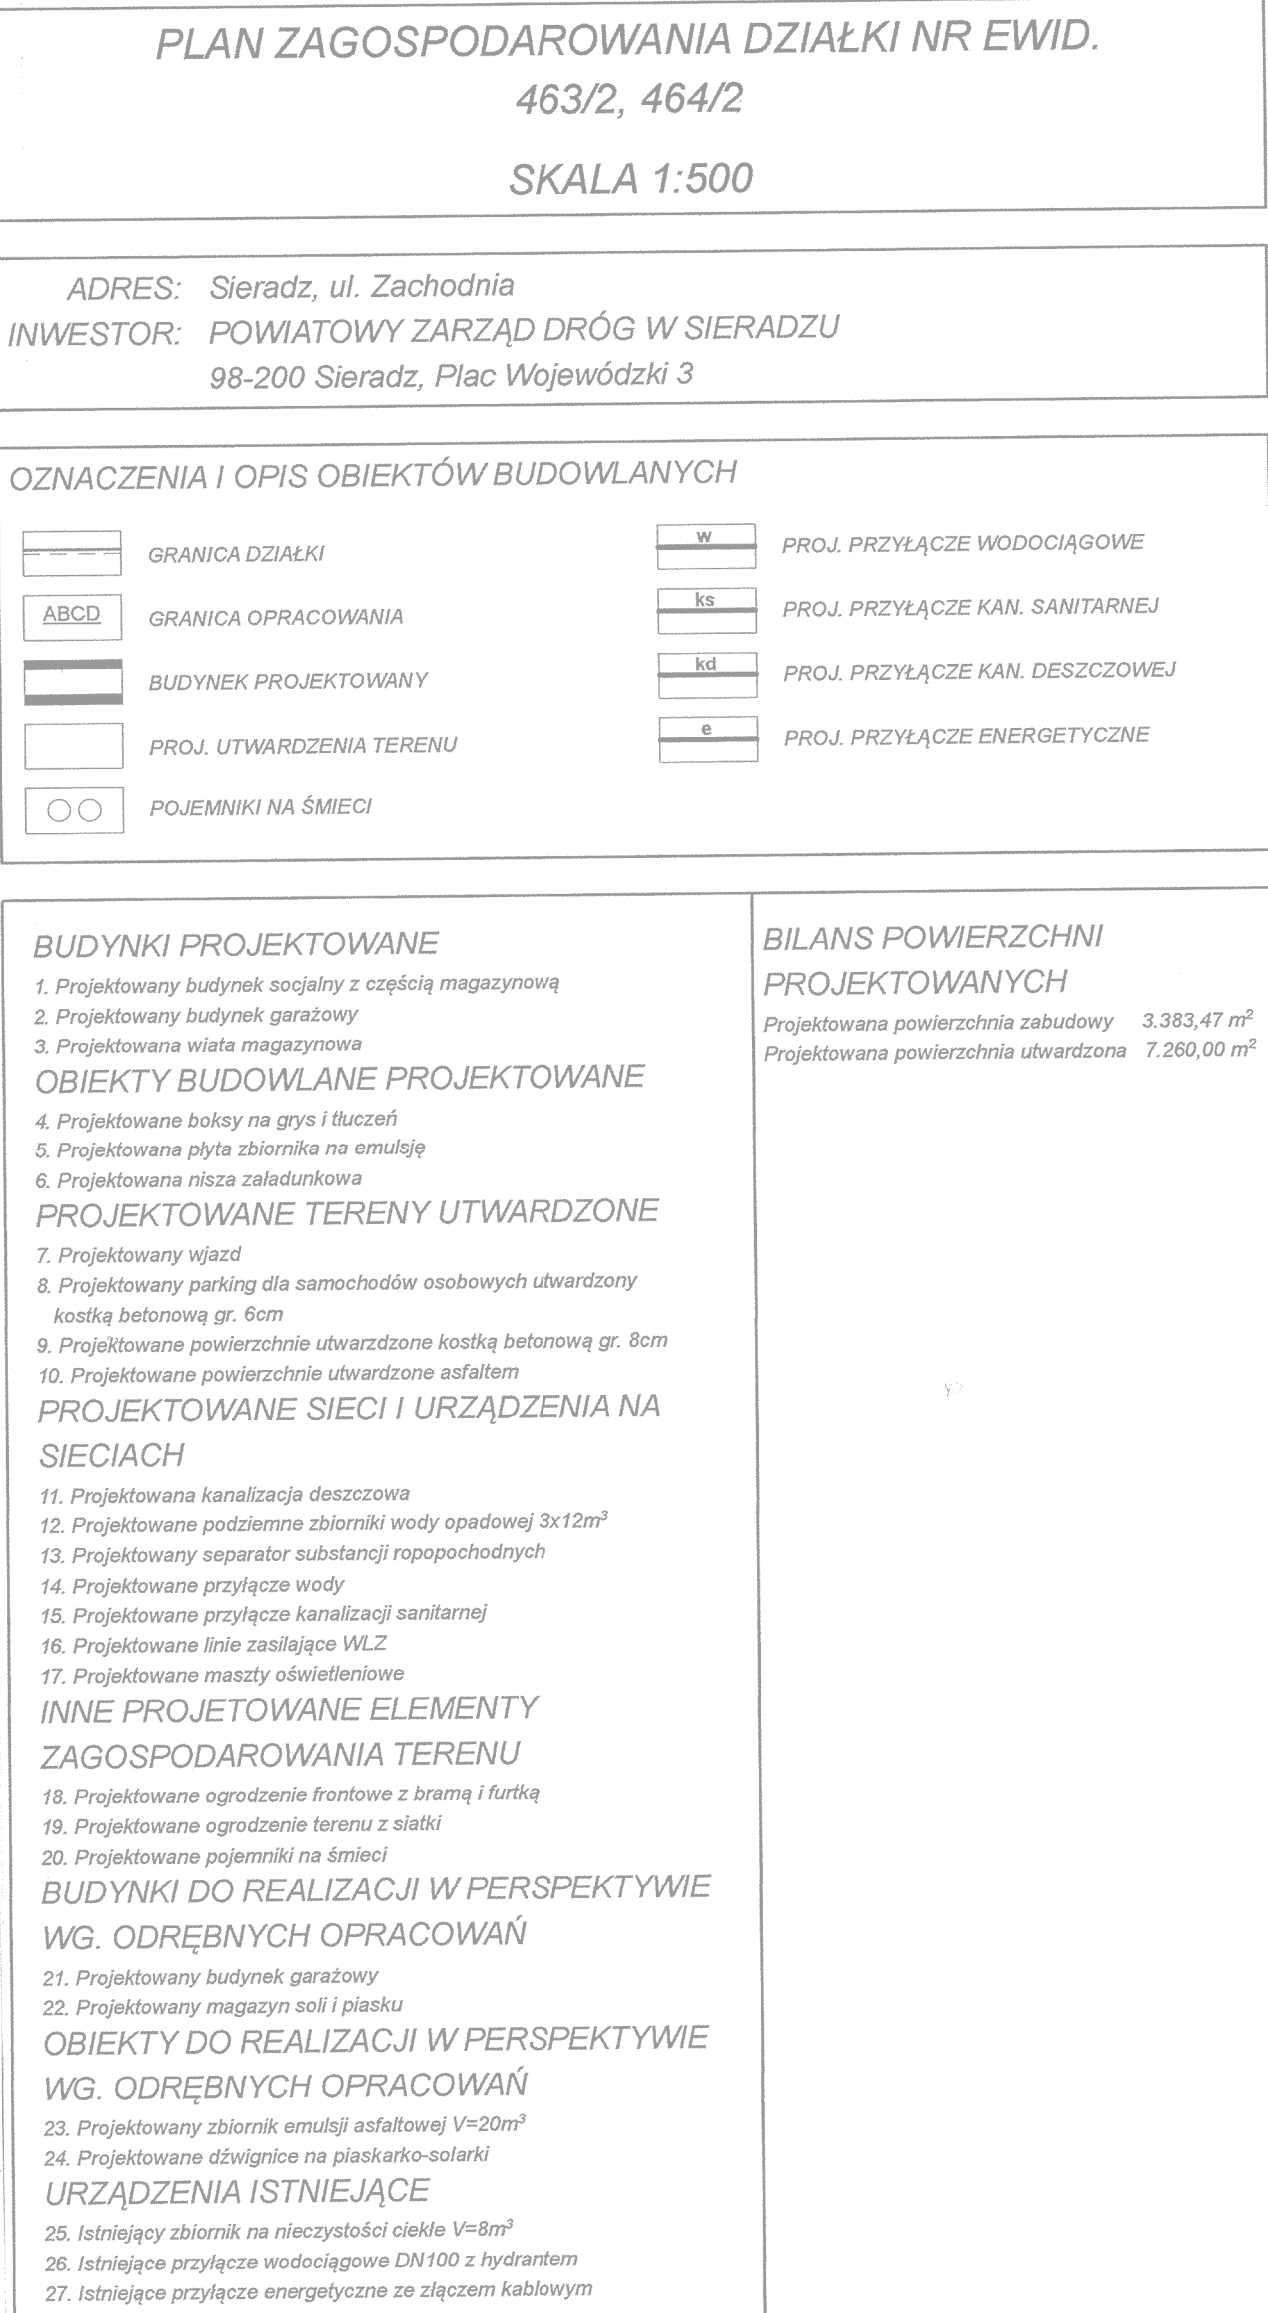 PLAN ZAGOSPODAROWANIA DZIAŁKI NR EWID.
463/2, 464/2
SKALA 1:500
ADRES: Sieradz, ul. Zachodnia
INWESTOR: POWIATOWY ZARZĄD DRÓG W SIERADZU
98-200 Sieradz, Plac Wojewódzki 3
OZNACZENIA I OPIS OBIEKTÓW BUDOWLANYCH
GRANICA DZIAŁKI
ABCD GRANICA OPRACOWANIA
BUDYNEK PROJEKTOWANY
PROJ. UTWARDZENIA TERENU
POJEMNIKI NA ŚMIECI
w PROJ. PRZYŁĄCZE WODOCIĄGOWE
ks PROJ. PRZYŁĄCZE KAN. SANITARNEJ
kd PROJ. PRZYŁĄCZE KAN. DESZCZOWEJ
e PROJ. PRZYŁĄCZE ENERGETYCZNE
BUDYNKI PROJEKTOWANE
1. Projektowany budynek socjalny z częścią magazynową
2. Projektowany budynek garażowy
3. Projektowana wiata magazynowa
OBIEKTY BUDOWLANE PROJEKTOWANE
4. Projektowane boksy na grys i tłuczeń
5. Projektowana płyta zbiornika na emulsję
6. Projektowana nisza załadunkowa
PROJEKTOWANE TERENY UTWARDZONE
7. Projektowany wjazd
8. Projektowany parking dla samochodów osobowych utwardzony
kostką betonową gr. 6cm
9. Projektowane powierzchnie utwarzdzone kostką betonową gr. 8cm
10. Projektowane powierzchnie utwardzone asfaltem
PROJEKTOWANE SIECI I URZĄDZENIA NA
SIECIACH
11. Projektowana kanalizacja deszczowa
12. Projektowane podziemne zbiorniki wody opadowej 3x12m³
13. Projektowany separator substancji ropopochodnych
14. Projektowane przyłącze wody
15. Projektowane przyłącze kanalizacji sanitarnej
16. Projektowane linie zasilające WLZ
17. Projektowane maszty oświetleniowe
INNE PROJETOWANE ELEMENTY
ZAGOSPODAROWANIA TERENU
18. Projektowane ogrodzenie frontowe z bramą i furtką
19. Projektowane ogrodzenie terenu z siatki
20. Projektowane pojemniki na śmieci
BUDYNKI DO REALIZACJI W PERSPEKTYWIE
WG. ODRĘBNYCH OPRACOWAŃ
21. Projektowany budynek garażowy
22. Projektowany magazyn soli i piasku
OBIEKTY DO REALIZACJI W PERSPEKTYWIE
WG. ODRĘBNYCH OPRACOWAŃ
23. Projektowany zbiornik emulsji asfaltowej V=20m³
24. Projektowane dźwignice na piaskarko-solarki
URZĄDZENIA ISTNIEJĄCE
25. Istniejący zbiornik na nieczystości ciekłe V=8m³
26. Istniejące przyłącze wodociągowe DN100 z hydrantem
27. Istniejące przyłącze energetyczne ze złączem kablowym
BILANS POWIERZCHNI
PROJEKTOWANYCH
Projektowana powierzchnia zabudowy 3.383,47 m²
Projektowana powierzchnia utwardzona 7.260,00 m²